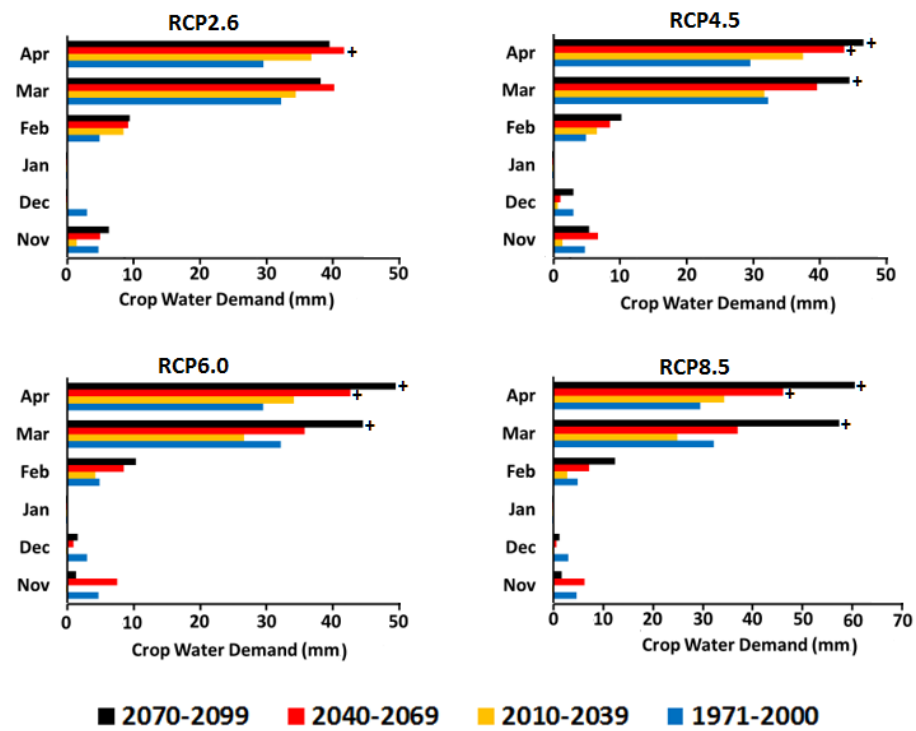 RCP2.6
Apr
+
Mar
Feb
Jan
Dec
Nov
0 10 20 30 40 50
Crop Water Demand (mm)
RCP4.5
Apr
+
+
Mar
+
Feb
Jan
Dec
Nov
0 10 20 30 40 50
Crop Water Demand (mm)
RCP6.0
Apr
+
+
Mar
+
Feb
Jan
Dec
Nov
0 10 20 30 40 50
Crop Water Demand (mm)
RCP8.5
Apr
+
+
Mar
+
Feb
Jan
Dec
Nov
0 10 20 30 40 50 60 70
Crop Water Demand (mm)
2070-2099 2040-2069 2010-2039 1971-2000